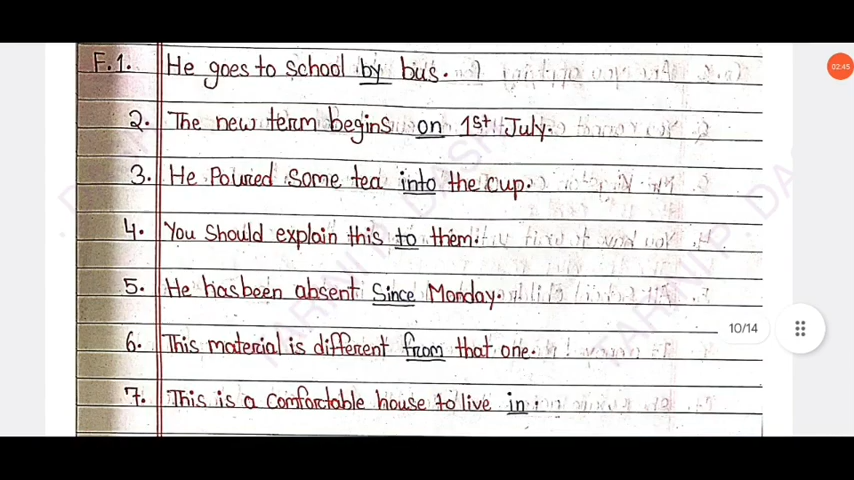 02:45
F.1. He goes to school by bus.
2. The new term begins on 1st July.
3. He Poured Some tea into the cup.
4. You Should explain this to them.
5. He hasbeen absent Since Monday.
10/14
6. This material is different from that one.
7. This is a comfortable house to live in